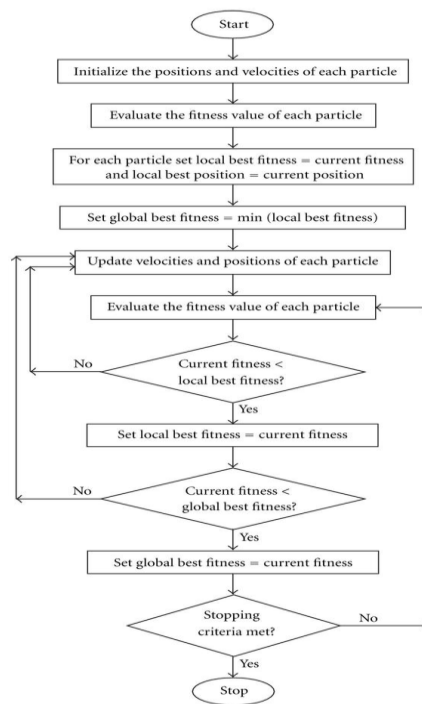 Start
Initialize the positions and velocities of each particle
Evaluate the fitness value of each particle
For each particle set local best fitness = current fitness
and local best position = current position
Set global best fitness = min (local best fitness)
Update velocities and positions of each particle
Evaluate the fitness value of each particle
No
Current fitness <
local best fitness?
Yes
Set local best fitness = current fitness
No
Current fitness <
global best fitness?
Yes
Set global best fitness = current fitness
Stopping
criteria met?
No
Yes
Stop